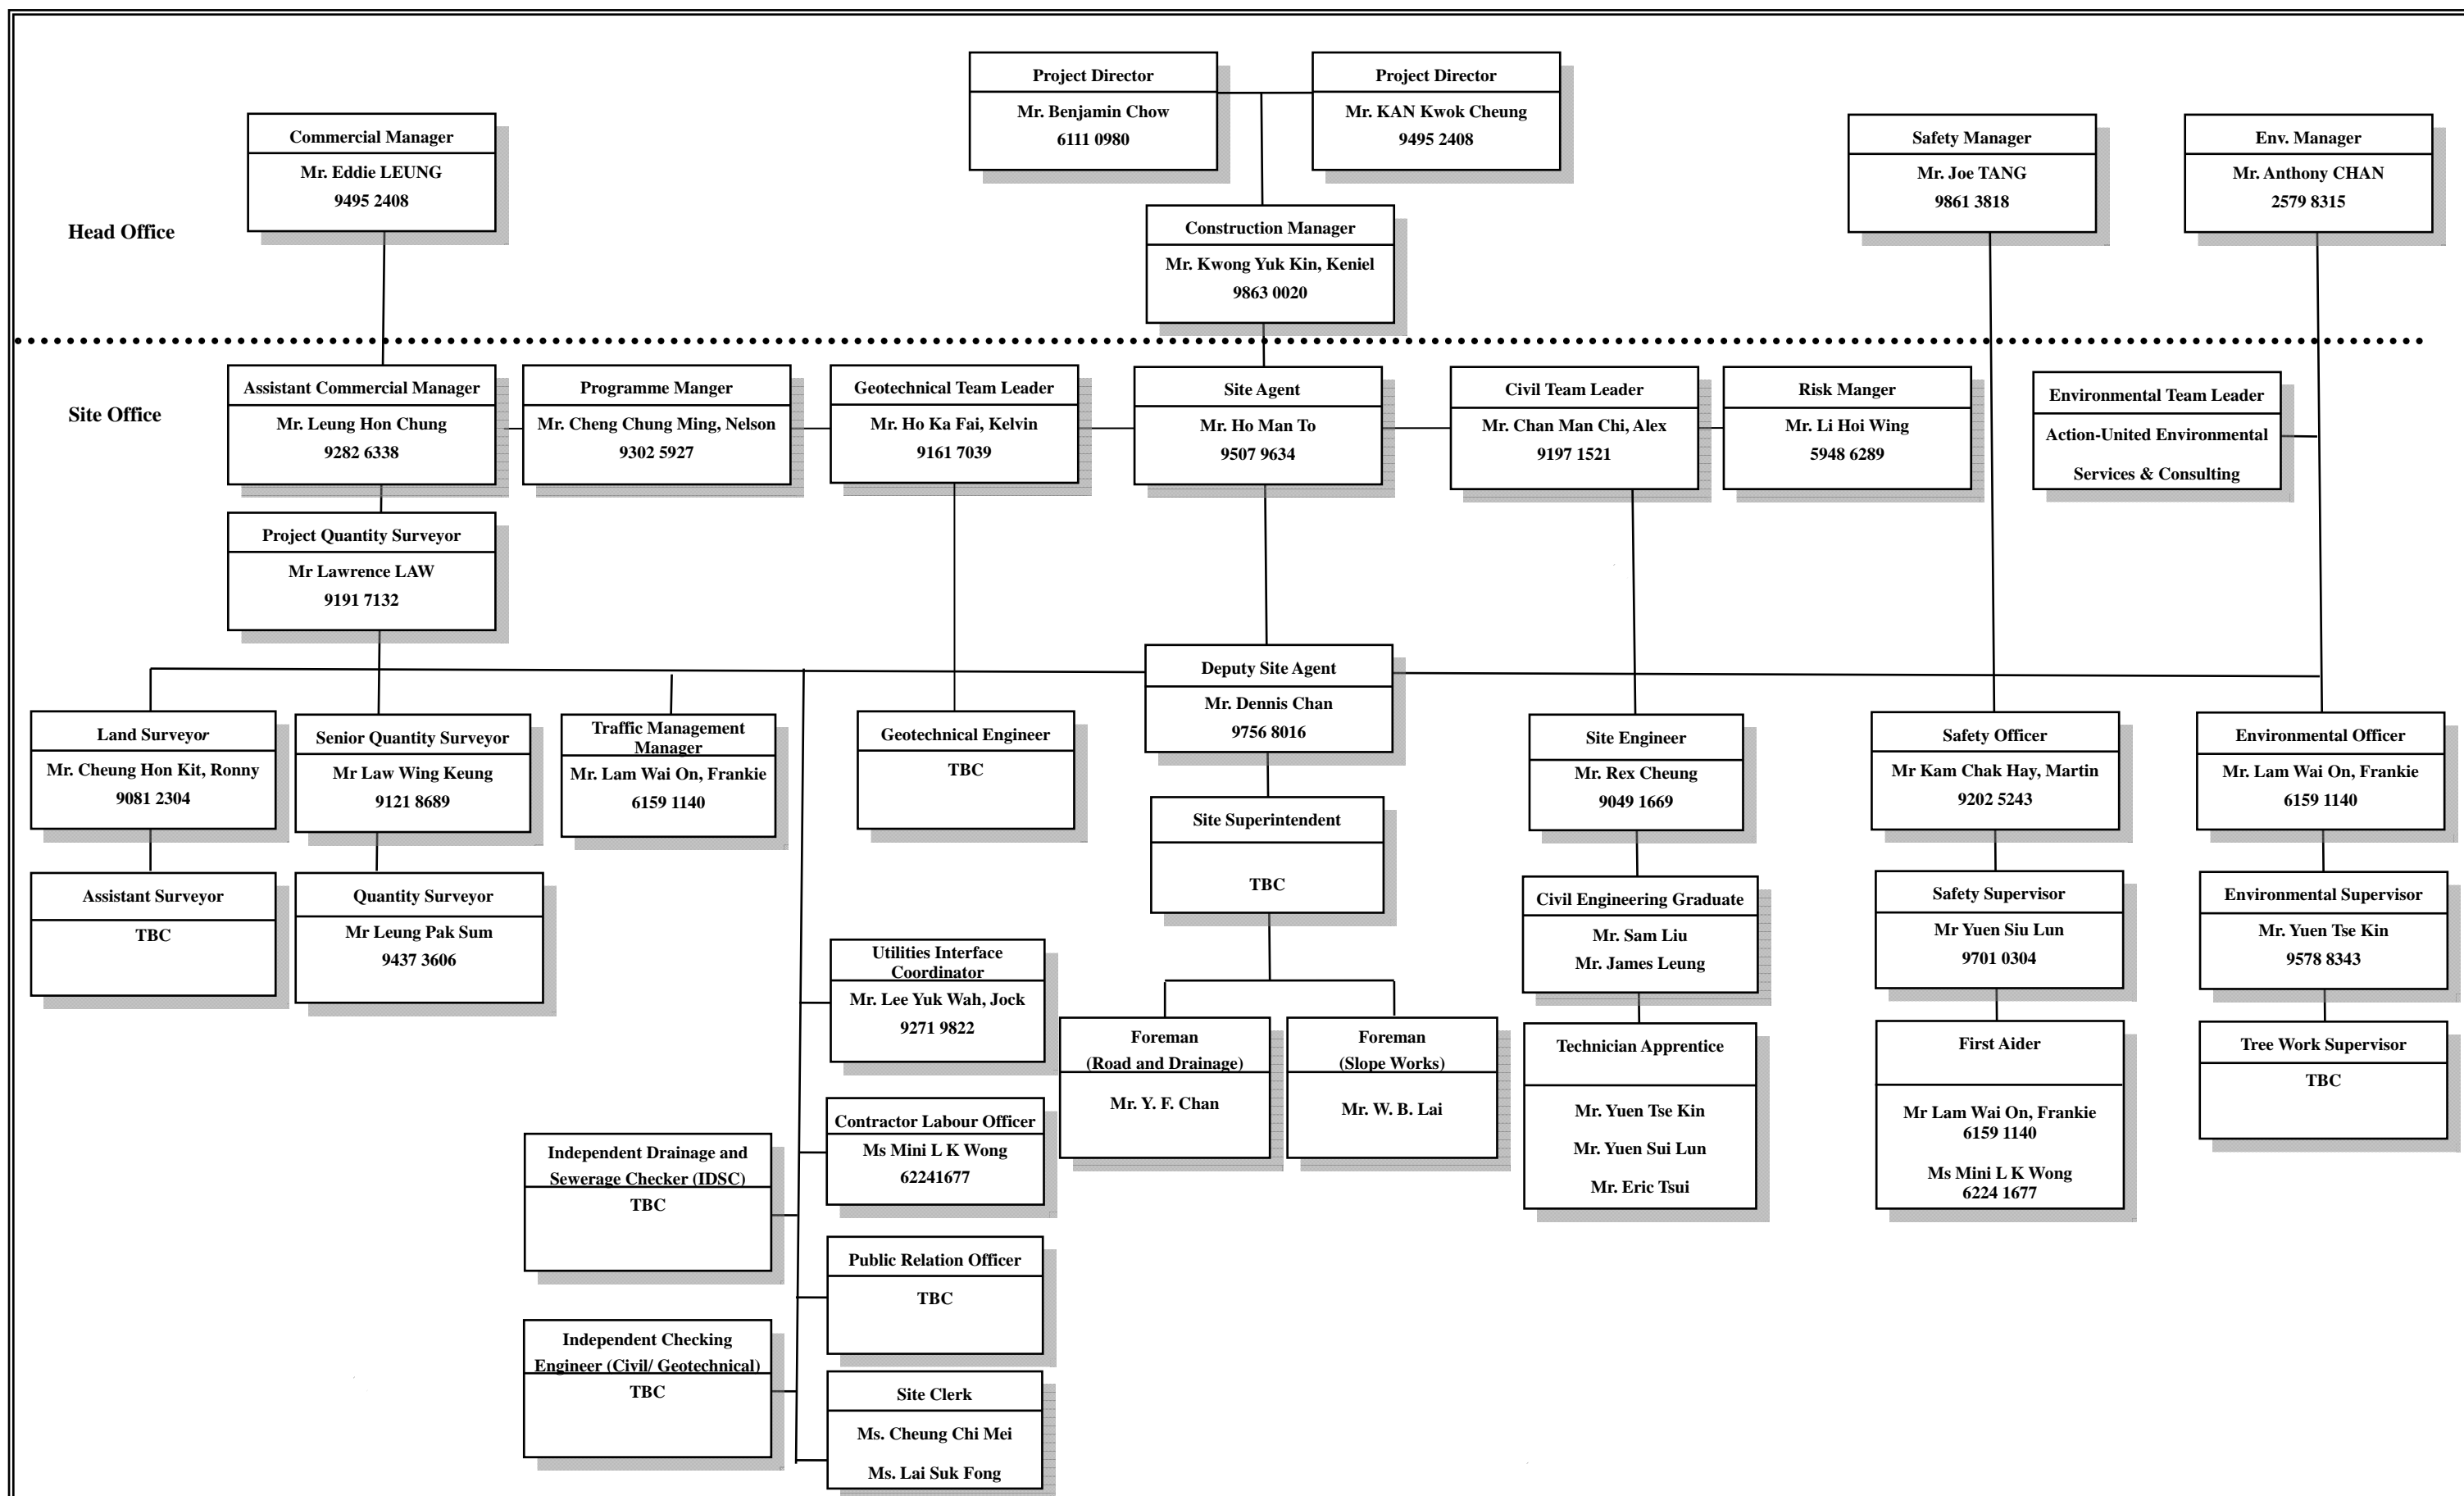 Project Director
Mr. Benjamin Chow
6111 0980
Project Director
Mr. KAN Kwok Cheung
9495 2408
Commercial Manager
Mr. Eddie LEUNG
9495 2408
Safety Manager
Mr. Joe TANG
9861 3818
Env. Manager
Mr. Anthony CHAN
2579 8315
Head Office
Construction Manager
Mr. Kwong Yuk Kin, Keniel
9863 0020
Site Office
Assistant Commercial Manager
Mr. Leung Hon Chung
9282 6338
Programme Manger
Mr. Cheng Chung Ming, Nelson
9302 5927
Geotechnical Team Leader
Mr. Ho Ka Fai, Kelvin
9161 7039
Site Agent
Mr. Ho Man To
9507 9634
Civil Team Leader
Mr. Chan Man Chi, Alex
9197 1521
Risk Manger
Mr. Li Hoi Wing
5948 6289
Environmental Team Leader
Action-United Environmental
Services & Consulting
Project Quantity Surveyor
Mr Lawrence LAW
9191 7132
Deputy Site Agent
Mr. Dennis Chan
9756 8016
Land Surveyor
Mr. Cheung Hon Kit, Ronny
9081 2304
Senior Quantity Surveyor
Mr Law Wing Keung
9121 8689
Traffic Management
Manager
Mr. Lam Wai On, Frankie
6159 1140
Geotechnical Engineer
TBC
Site Engineer
Mr. Rex Cheung
9049 1669
Safety Officer
Mr Kam Chak Hay, Martin
9202 5243
Environmental Officer
Mr. Lam Wai On, Frankie
6159 1140
Site Superintendent
TBC
Assistant Surveyor
TBC
Quantity Surveyor
Mr Leung Pak Sum
9437 3606
Civil Engineering Graduate
Mr. Sam Liu
Mr. James Leung
Safety Supervisor
Mr Yuen Siu Lun
9701 0304
Environmental Supervisor
Mr. Yuen Tse Kin
9578 8343
Utilities Interface
Coordinator
Mr. Lee Yuk Wah, Jock
9271 9822
Foreman
(Road and Drainage)
Mr. Y. F. Chan
Foreman
(Slope Works)
Mr. W. B. Lai
Technician Apprentice
Mr. Yuen Tse Kin
Mr. Yuen Sui Lun
Mr. Eric Tsui
First Aider
Mr Lam Wai On, Frankie
6159 1140
Ms Mini L K Wong
6224 1677
Tree Work Supervisor
TBC
Contractor Labour Officer
Ms Mini L K Wong
62241677
Independent Drainage and
Sewerage Checker (IDSC)
TBC
Public Relation Officer
TBC
Independent Checking
Engineer (Civil/ Geotechnical)
TBC
Site Clerk
Ms. Cheung Chi Mei
Ms. Lai Suk Fong